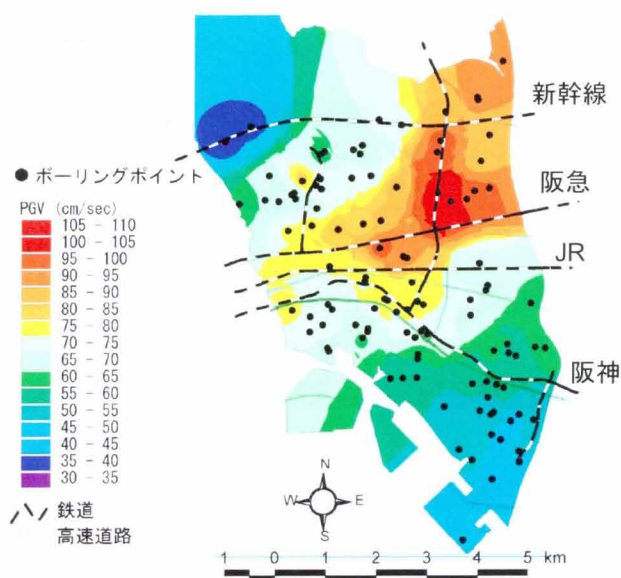 新幹線
● ボーリングポイント
阪急
PGV (cm/sec)
105 - 110
100 - 105
95 - 100
90 - 95
85 - 90
80 - 85
75 - 80
70 - 75
65 - 70
60 - 65
55 - 60
50 - 55
45 - 50
40 - 45
35 - 40
30 - 35
JR
阪神
鉄道
高速道路
N
W E
S
1 0 1 2 3 4 5 km